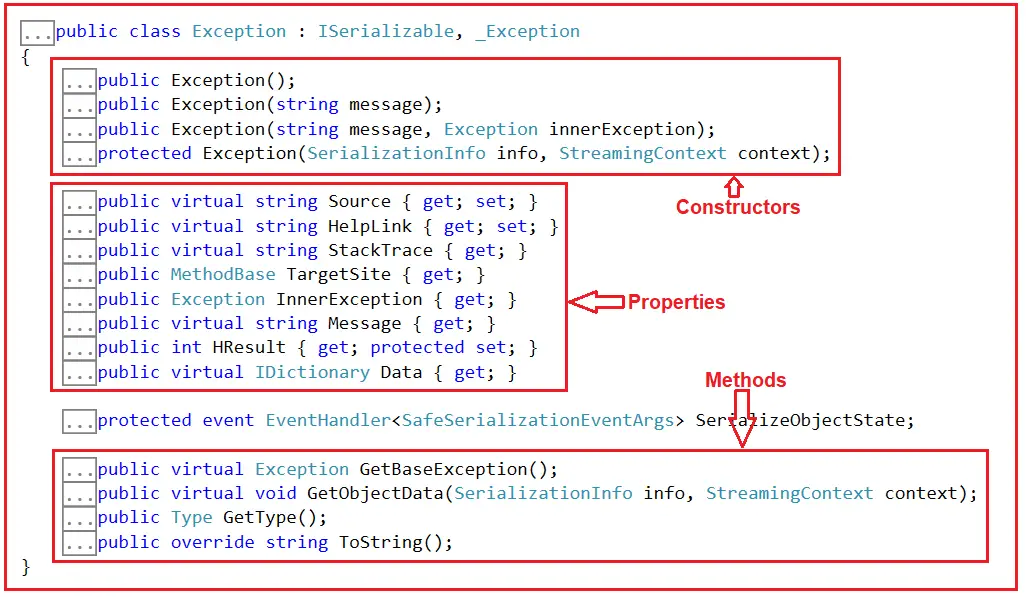 ...public class Exception : ISerializable, _Exception
{
...public Exception();
...public Exception(string message);
...public Exception(string message, Exception innerException);
...protected Exception(SerializationInfo info, StreamingContext context);
Constructors
...public virtual string Source { get; set; }
...public virtual string HelpLink { get; set; }
...public virtual string StackTrace { get; }
...public MethodBase TargetSite { get; }
...public Exception InnerException { get; }
...public virtual string Message { get; }
...public int HResult { get; protected set; }
...public virtual IDictionary Data { get; }
Properties
Methods
...protected event EventHandler<SafeSerializationEventArgs> SerializeObjectState;
...public virtual Exception GetBaseException();
...public virtual void GetObjectData(SerializationInfo info, StreamingContext context);
...public Type GetType();
...public override string ToString();
}